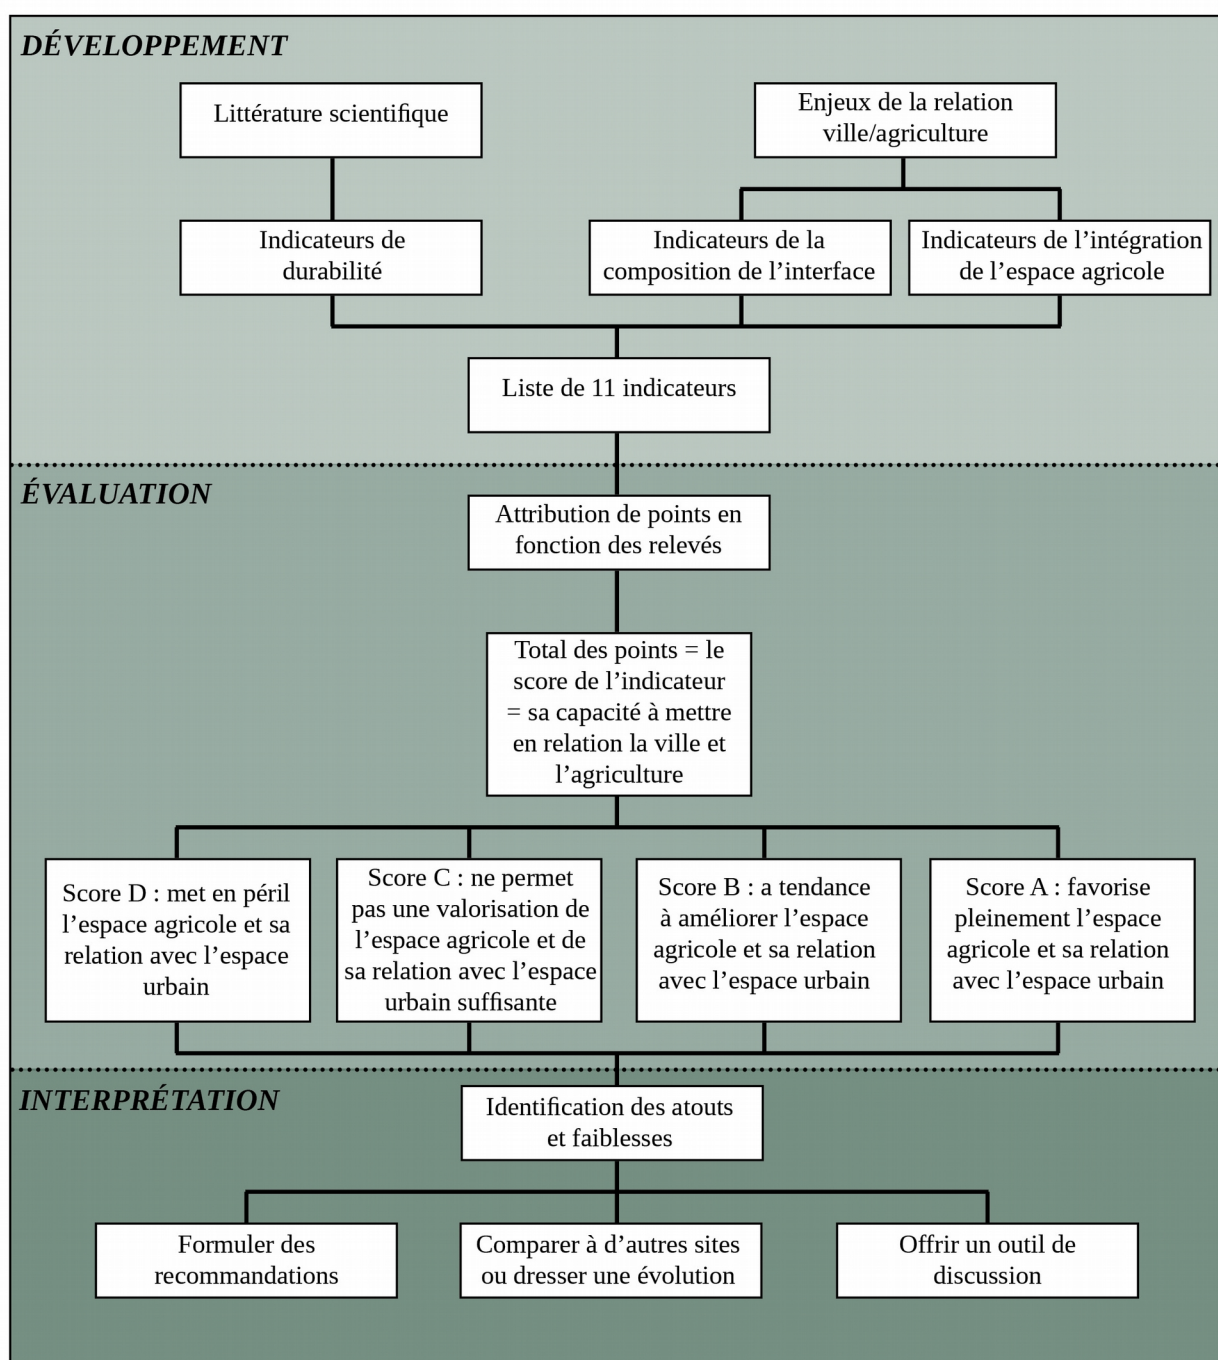 DÉVELOPPEMENT
Littérature scientifique
Enjeux de la relation
ville/agriculture
Indicateurs de
durabilité
Indicateurs de la
composition de l’interface
Indicateurs de l’intégration
de l’espace agricole
Liste de 11 indicateurs
ÉVALUATION
Attribution de points en
fonction des relevés
Total des points = le
score de l’indicateur
= sa capacité à mettre
en relation la ville et
l’agriculture
Score D : met en péril
l’espace agricole et sa
relation avec l’espace
urbain
Score C : ne permet
pas une valorisation de
l’espace agricole et de
sa relation avec l’espace
urbain suffisante
Score B : a tendance
à améliorer l’espace
agricole et sa relation
avec l’espace urbain
Score A : favorise
pleinement l’espace
agricole et sa relation
avec l’espace urbain
INTERPRÉTATION
Identification des atouts
et faiblesses
Formuler des
recommandations
Comparer à d’autres sites
ou dresser une évolution
Offrir un outil de
discussion